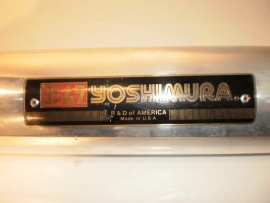 YOSHIMURA
R & D of AMERICA
Made in U.S.A.